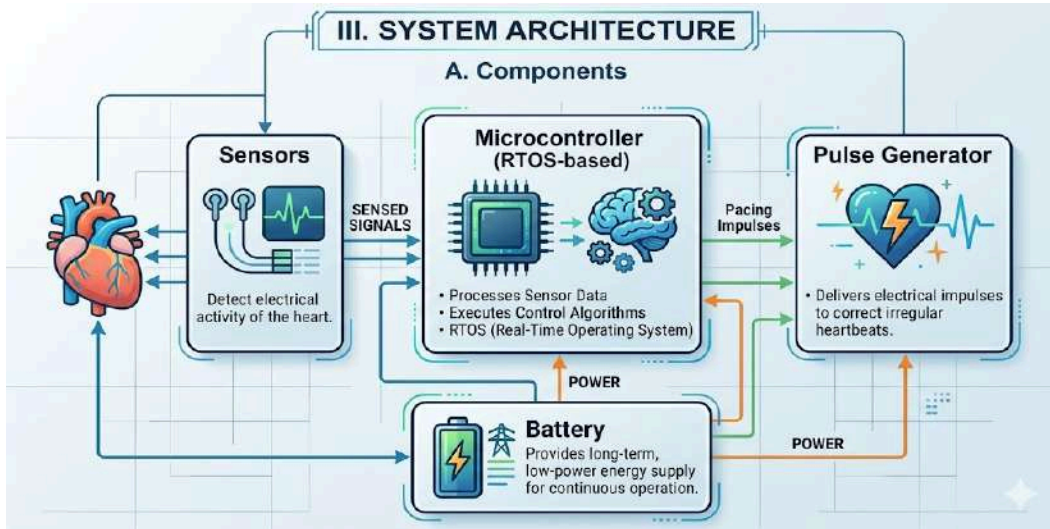 III. SYSTEM ARCHITECTURE
A. Components
Sensors
Detect electrical
activity of the heart.
SENSED
SIGNALS
Microcontroller
(RTOS-based)
• Processes Sensor Data
• Executes Control Algorithms
• RTOS (Real-Time Operating System)
Pacing
Impulses
Pulse Generator
• Delivers electrical impulses
to correct irregular
heartbeats.
POWER
Battery
Provides long-term,
low-power energy supply
for continuous operation.
POWER